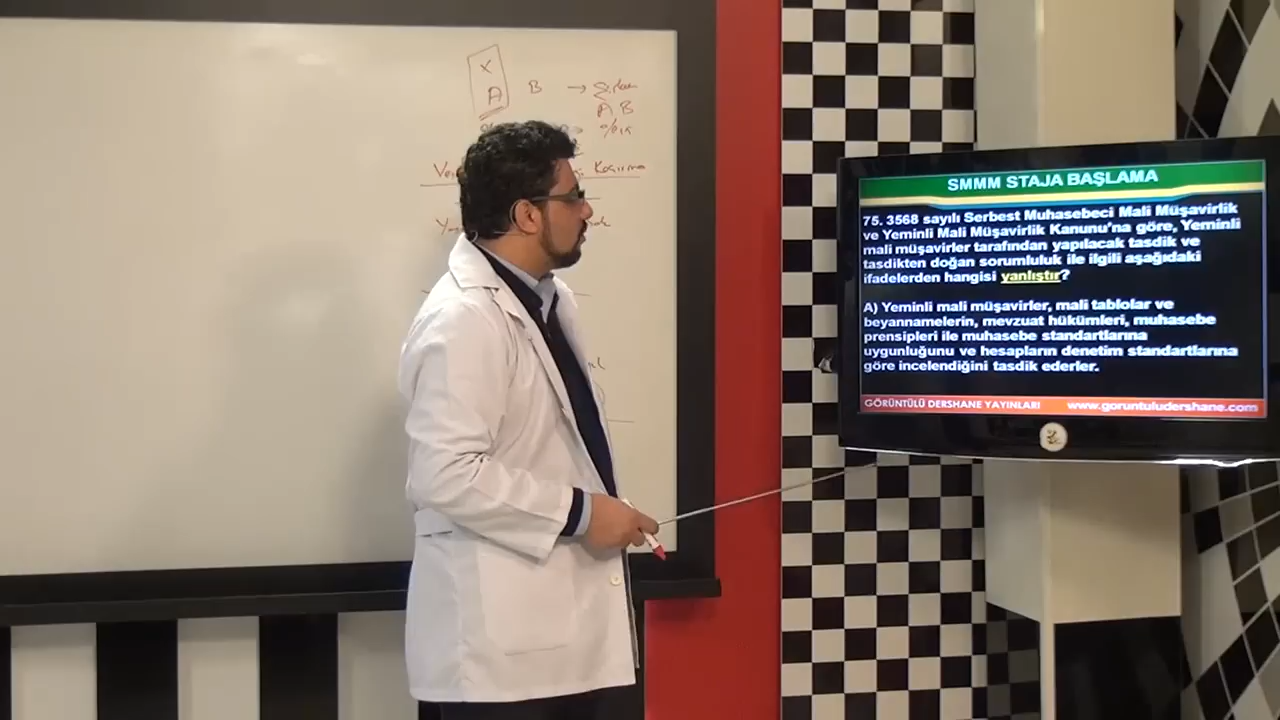 X
A B →
A B
SMMM STAJA BAŞLAMA
75. 3568 sayılı Serbest Muhasebeci Mali Müşavirlik
ve Yeminli Mali Müşavirlik Kanunu'na göre, Yeminli
mali müşavirler tarafından yapılacak tasdik ve
tasdikten doğan sorumluluk ile ilgili aşağıdaki
ifadelerden hangisi yanlıştır?
A) Yeminli mali müşavirler, mali tablolar ve
beyannamelerin, mevzuat hükümleri, muhasebe
prensipleri ile muhasebe standartlarına
uygunluğunu ve hesapların denetim standartlarına
göre incelendiğini tasdik ederler.
GÖRÜNTÜLÜ DERSHANE YAYINLARI www.goruntuludershane.com